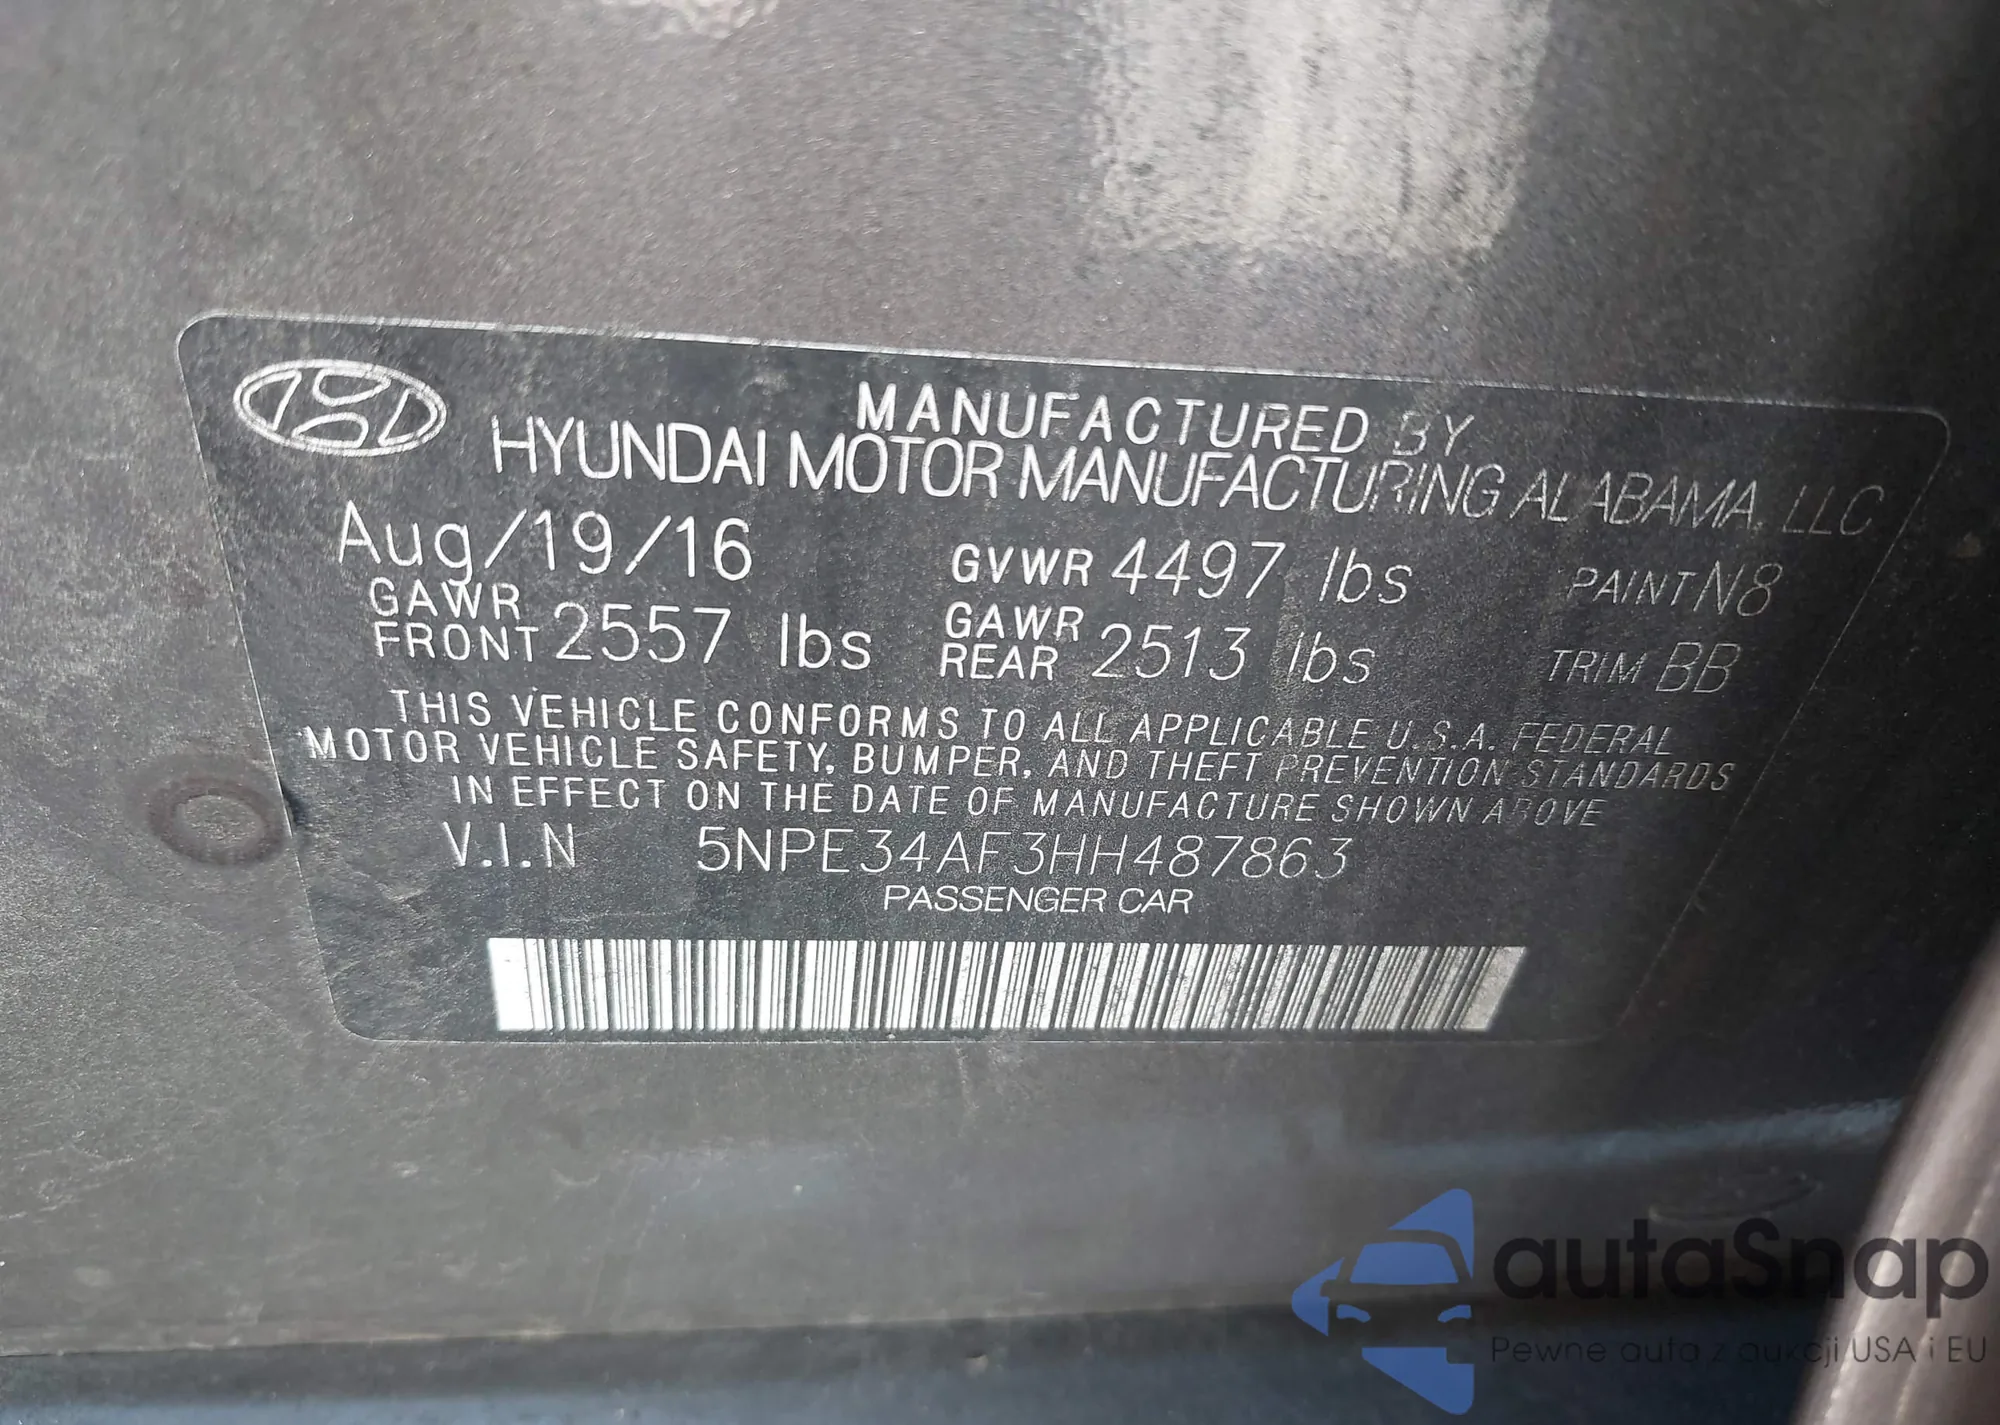 MANUFACTURED BY
HYUNDAI MOTOR MANUFACTURING ALABAMA, LLC
Aug/19/16 GVWR 4497 lbs PAINT N8
GAWR FRONT 2557 lbs GAWR REAR 2513 lbs TRIM BB
THIS VEHICLE CONFORMS TO ALL APPLICABLE U.S.A. FEDERAL
MOTOR VEHICLE SAFETY, BUMPER, AND THEFT PREVENTION STANDARDS
IN EFFECT ON THE DATE OF MANUFACTURE SHOWN ABOVE
V.I.N 5NPE34AF3HH487863
PASSENGER CAR
autaSnap
Pewne auta z aukcji USA i EU